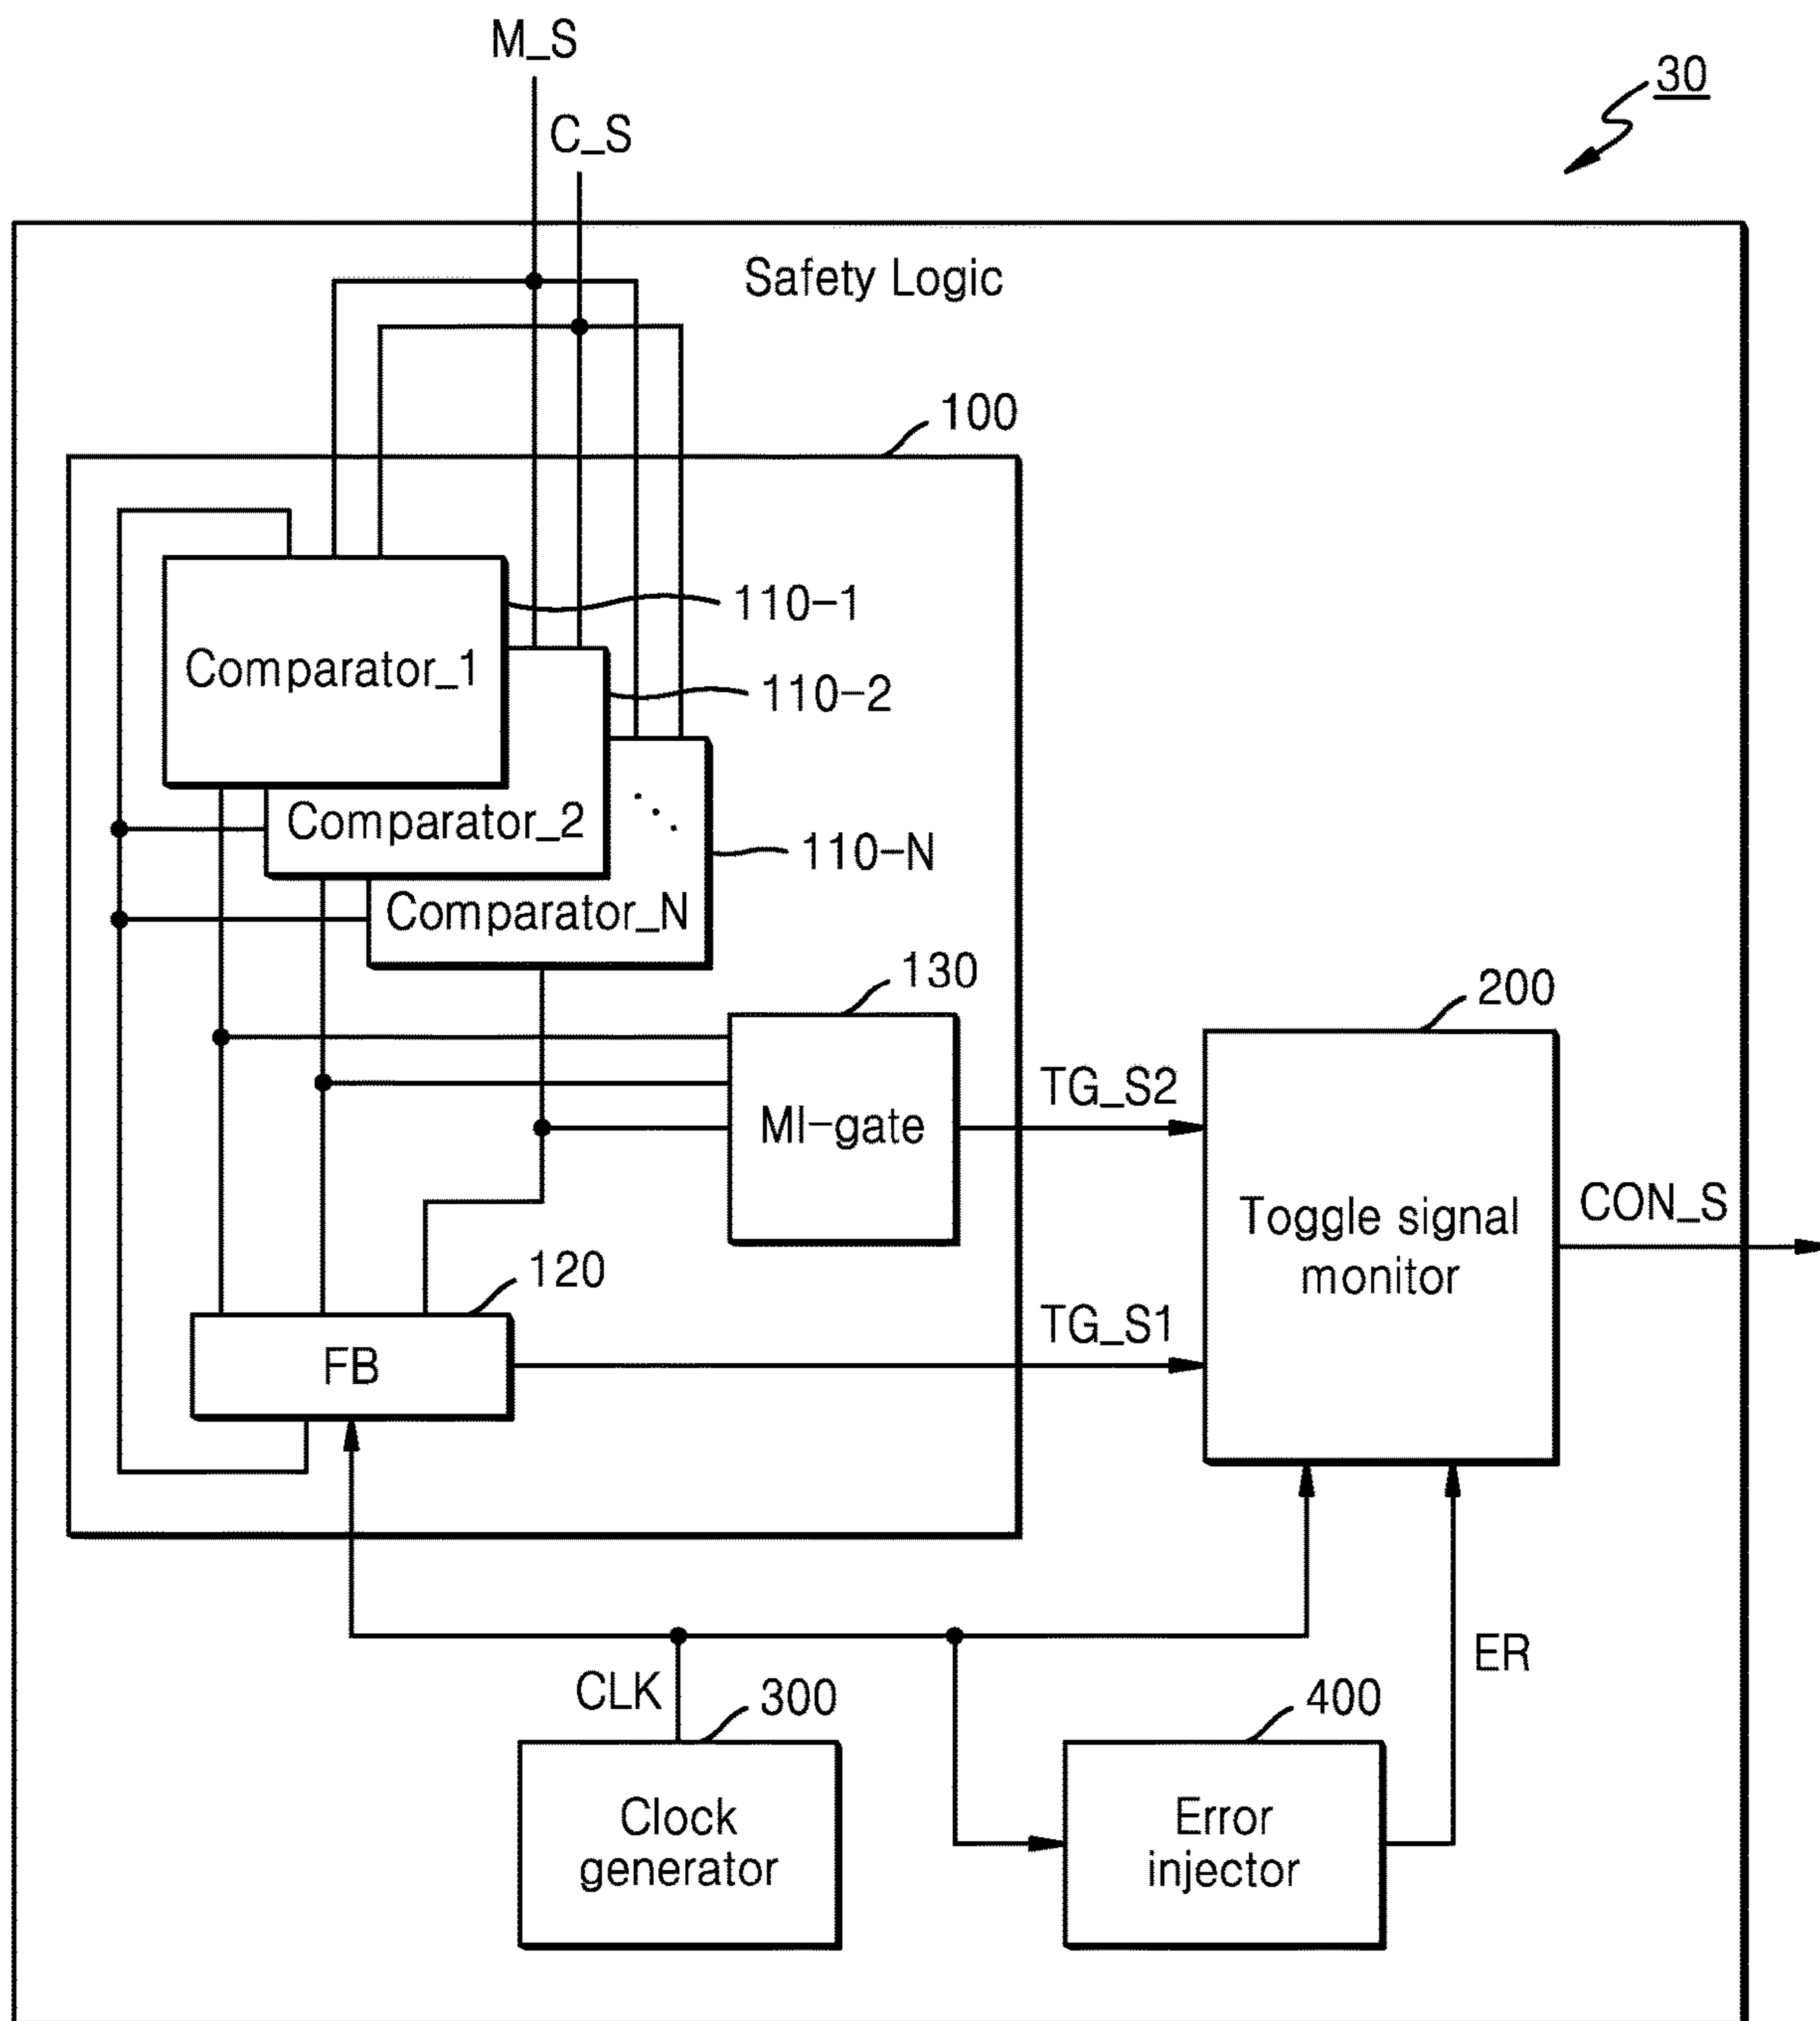 M_S
C_S
30
Safety Logic
100
110-1
Comparator_1
110-2
Comparator_2
110-N
Comparator_N
130
200
MI-gate
TG_S2
Toggle signal
monitor
CON_S
120
TG_S1
FB
CLK
300
400
ER
Clock
generator
Error
injector